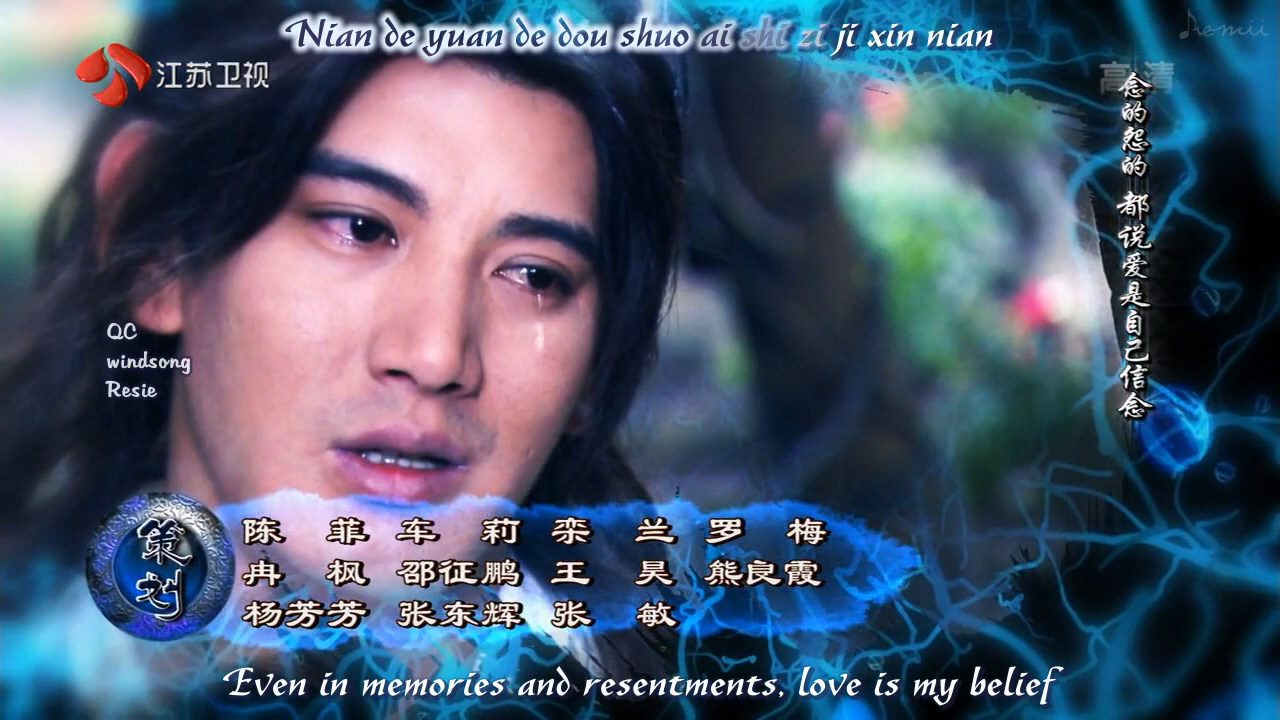 Nian de yuan de dou shuo ai shi zi ji xin nian
江苏卫视
高清
念的怨的 都说爱是自己信念
QC
windsong
Resie
策划
陈菲 车莉 栾兰 罗梅
冉枫 邵征鹏 王昊 熊良霞
杨芳芳 张东辉 张敏
Even in memories and resentments, love is my belief